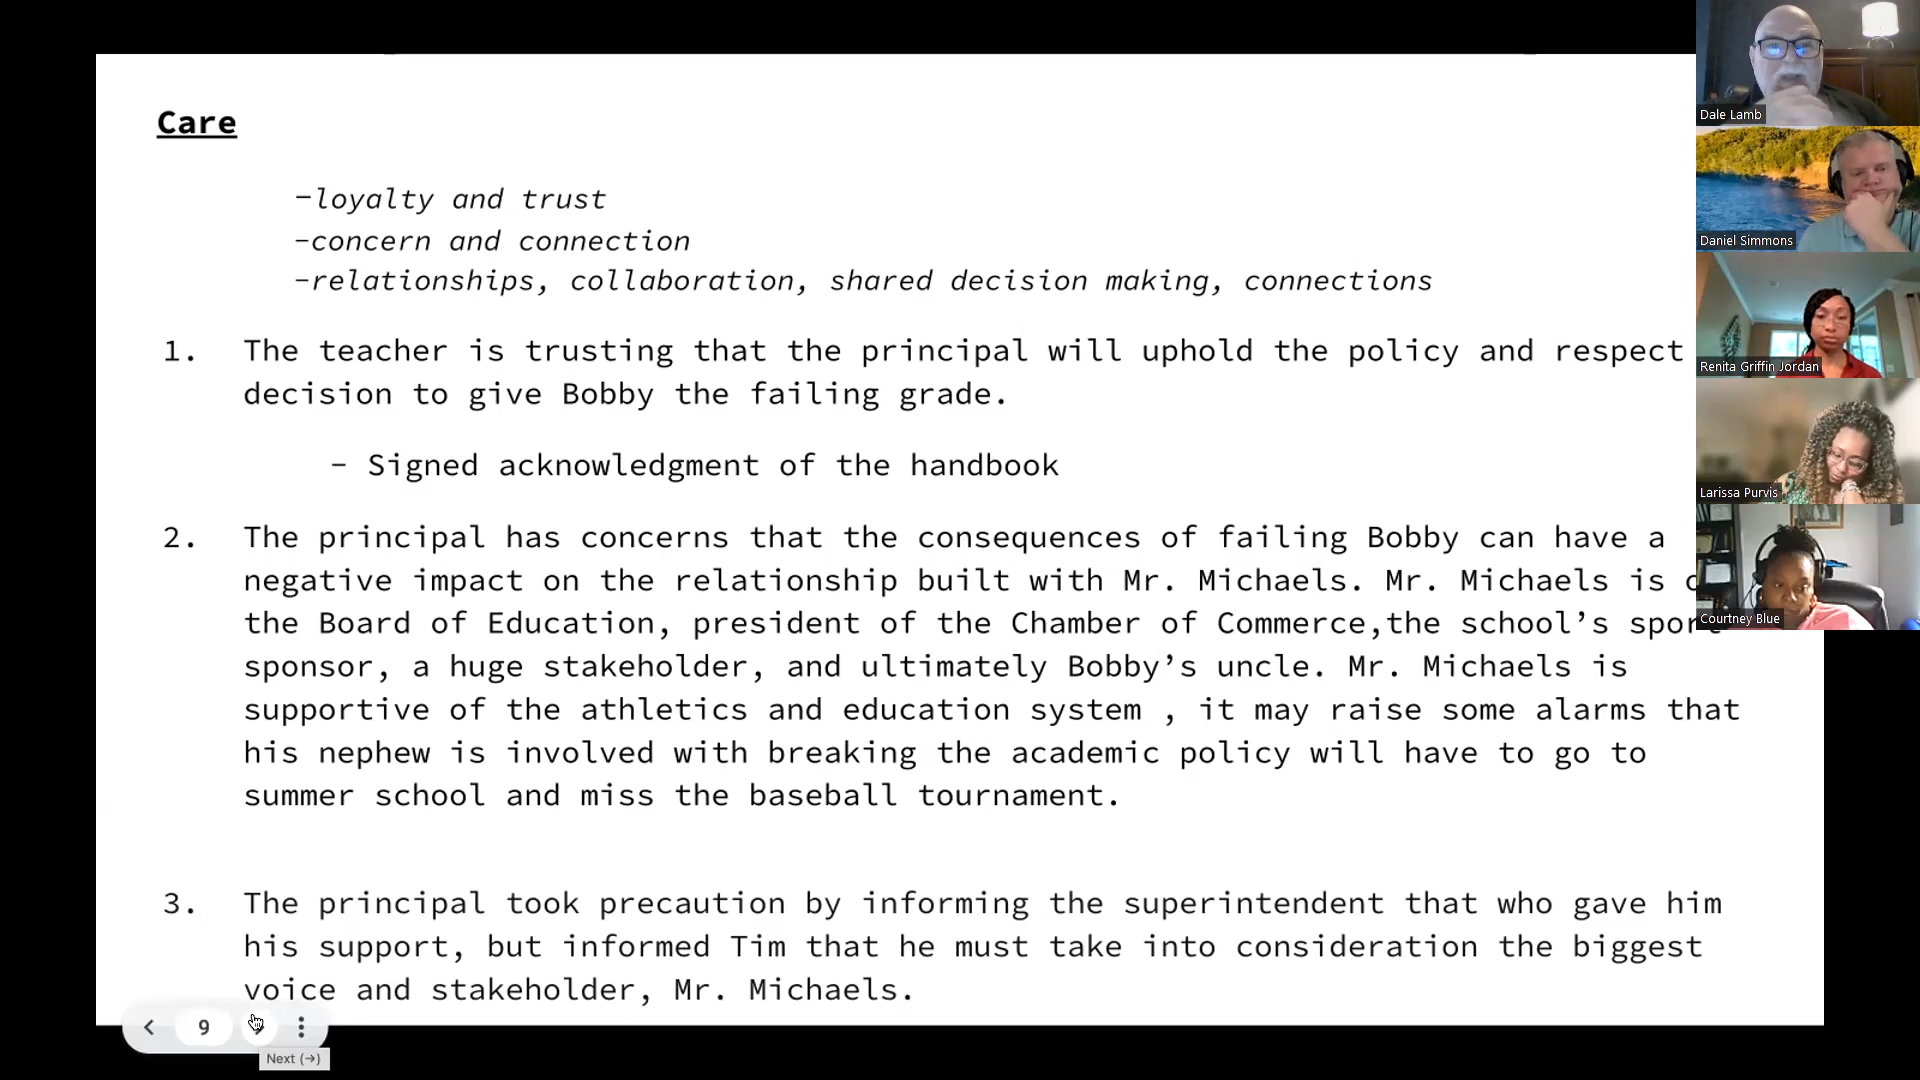 Care
-loyalty and trust
-concern and connection
-relationships, collaboration, shared decision making, connections
1. The teacher is trusting that the principal will uphold the policy and respect
decision to give Bobby the failing grade.
- Signed acknowledgment of the handbook
2. The principal has concerns that the consequences of failing Bobby can have a
negative impact on the relationship built with Mr. Michaels. Mr. Michaels is
the Board of Education, president of the Chamber of Commerce,the school’s
sponsor, a huge stakeholder, and ultimately Bobby’s uncle. Mr. Michaels is
supportive of the athletics and education system , it may raise some alarms that
his nephew is involved with breaking the academic policy will have to go to
summer school and miss the baseball tournament.
3. The principal took precaution by informing the superintendent that who gave him
his support, but informed Tim that he must take into consideration the biggest
voice and stakeholder, Mr. Michaels.
9
Next (→)
Dale Lamb
Daniel Simmons
Renita Griffin Jordan
Larissa Purvis
Courtney Blue